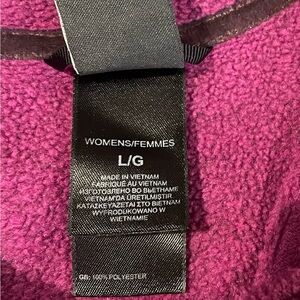 WOMENS/FEMMES
L/G
MADE IN VIETNAM
FABRIQUÉ AU VIETNAM
ИЗГОТОВЛЕНО ВО ВЬЕТНАМЕ
VIETNAM'DA ÜRETILMIŞTIR
ΚΑΤΑΣΚΕΥΑΖΕΤΑΙ ΣΤΟ ΒΙΕΤΝΑΜ
WYPRODUKOWANO W
WIETNAMIE
GB: 100% POLYESTER